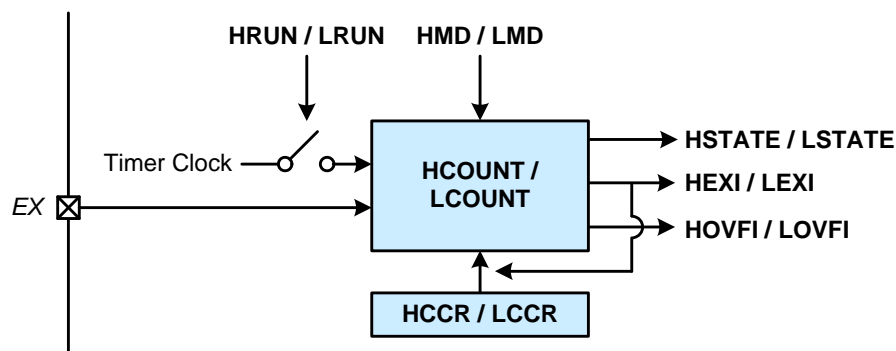 HRUN / LRUN
HMD / LMD
Timer Clock
HCOUNT /
LCOUNT
HSTATE / LSTATE
HEXI / LEXI
HOVFI / LOVFI
EX
HCCR / LCCR